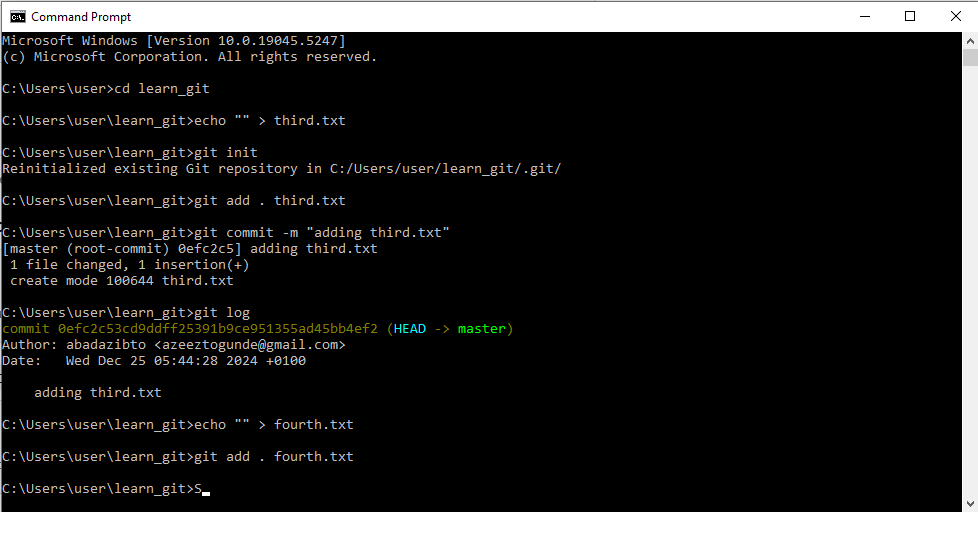 Command Prompt
Microsoft Windows [Version 10.0.19045.5247]
(c) Microsoft Corporation. All rights reserved.
C:\Users\user>cd learn_git
C:\Users\user\learn_git>echo "" > third.txt
C:\Users\user\learn_git>git init
Reinitialized existing Git repository in C:/Users/user/learn_git/.git/
C:\Users\user\learn_git>git add . third.txt
C:\Users\user\learn_git>git commit -m "adding third.txt"
[master (root-commit) 0efc2c5] adding third.txt
 1 file changed, 1 insertion(+)
 create mode 100644 third.txt
C:\Users\user\learn_git>git log
commit 0efc2c53cd9ddff25391b9ce951355ad45bb4ef2 (HEAD -> master)
Author: abadazibto <azeeztogunde@gmail.com>
Date:   Wed Dec 25 05:44:28 2024 +0100
    adding third.txt
C:\Users\user\learn_git>echo "" > fourth.txt
C:\Users\user\learn_git>git add . fourth.txt
C:\Users\user\learn_git>S